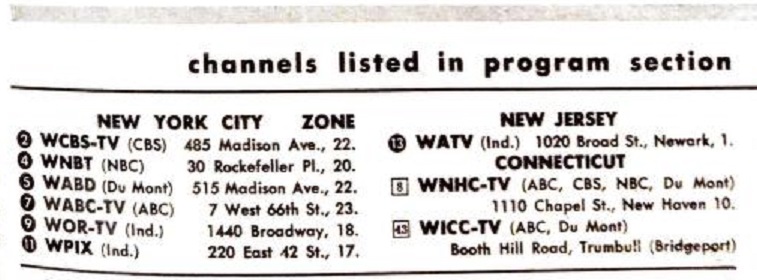 channels listed in program section
NEW YORK CITY ZONE
2 WCBS-TV (CBS) 485 Madison Ave., 22.
4 WNBT (NBC) 30 Rockefeller Pl., 20.
5 WABD (Du Mont) 515 Madison Ave., 22.
7 WABC-TV (ABC) 7 West 66th St., 23.
9 WOR-TV (Ind.) 1440 Broadway, 18.
11 WPIX (Ind.) 220 East 42 St., 17.
NEW JERSEY
13 WATV (Ind.) 1020 Broad St., Newark, 1.
CONNECTICUT
8 WNHC-TV (ABC, CBS, NBC, Du Mont)
1110 Chapel St., New Haven 10.
43 WICC-TV (ABC, Du Mont)
Booth Hill Road, Trumbull (Bridgeport)